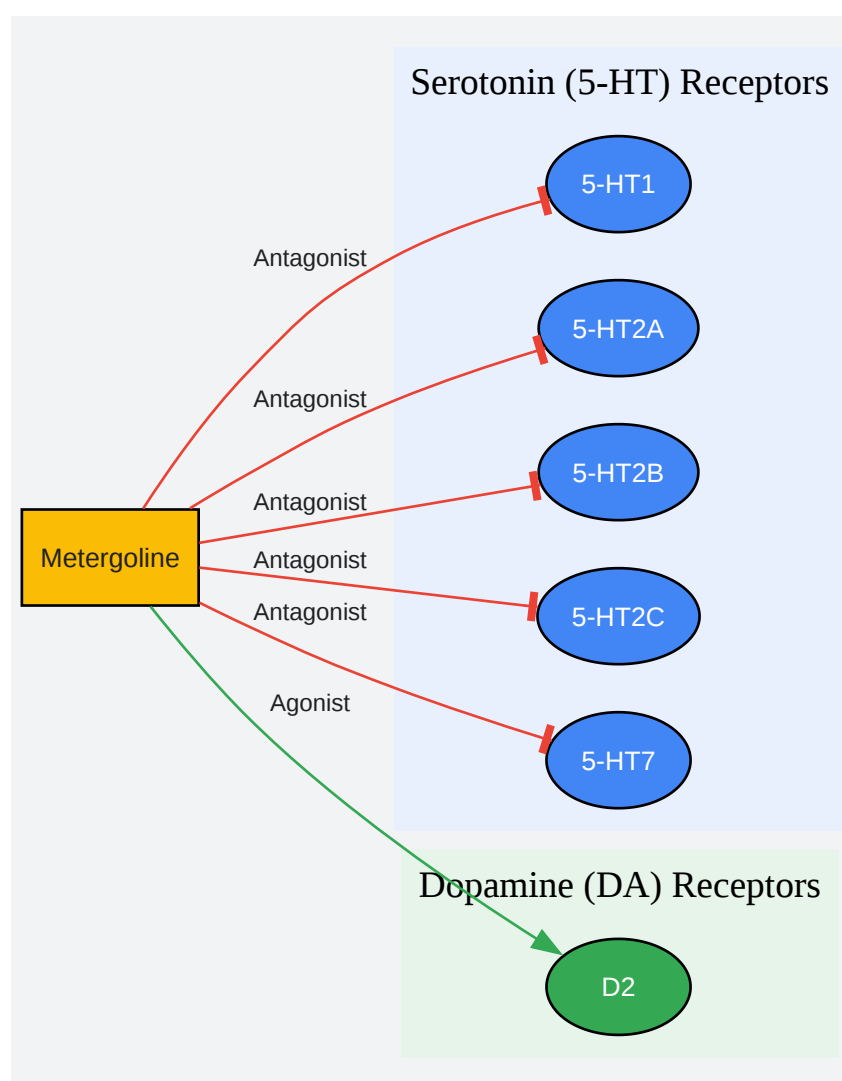 Serotonin (5-HT) Receptors
5-HT1
Antagonist
5-HT2A
Antagonist
5-HT2B
Antagonist
Metergoline
Antagonist
5-HT2C
Antagonist
Agonist
5-HT7
Dopamine (DA) Receptors
D2